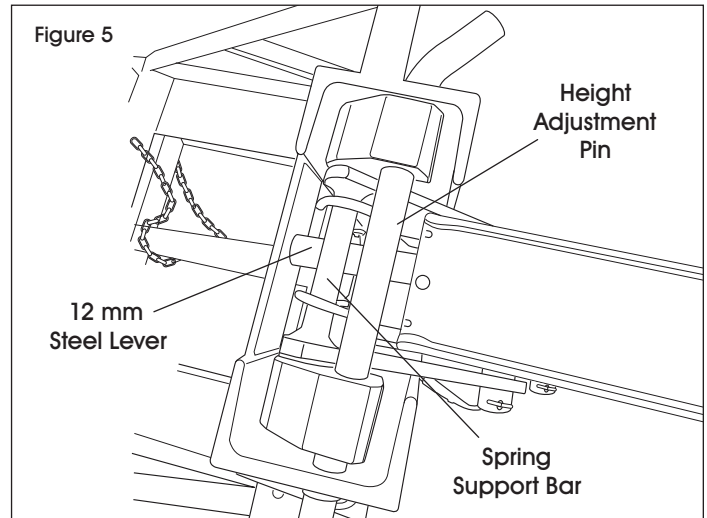 Figure 5
Height
Adjustment
Pin
12 mm
Steel Lever
Spring
Support Bar